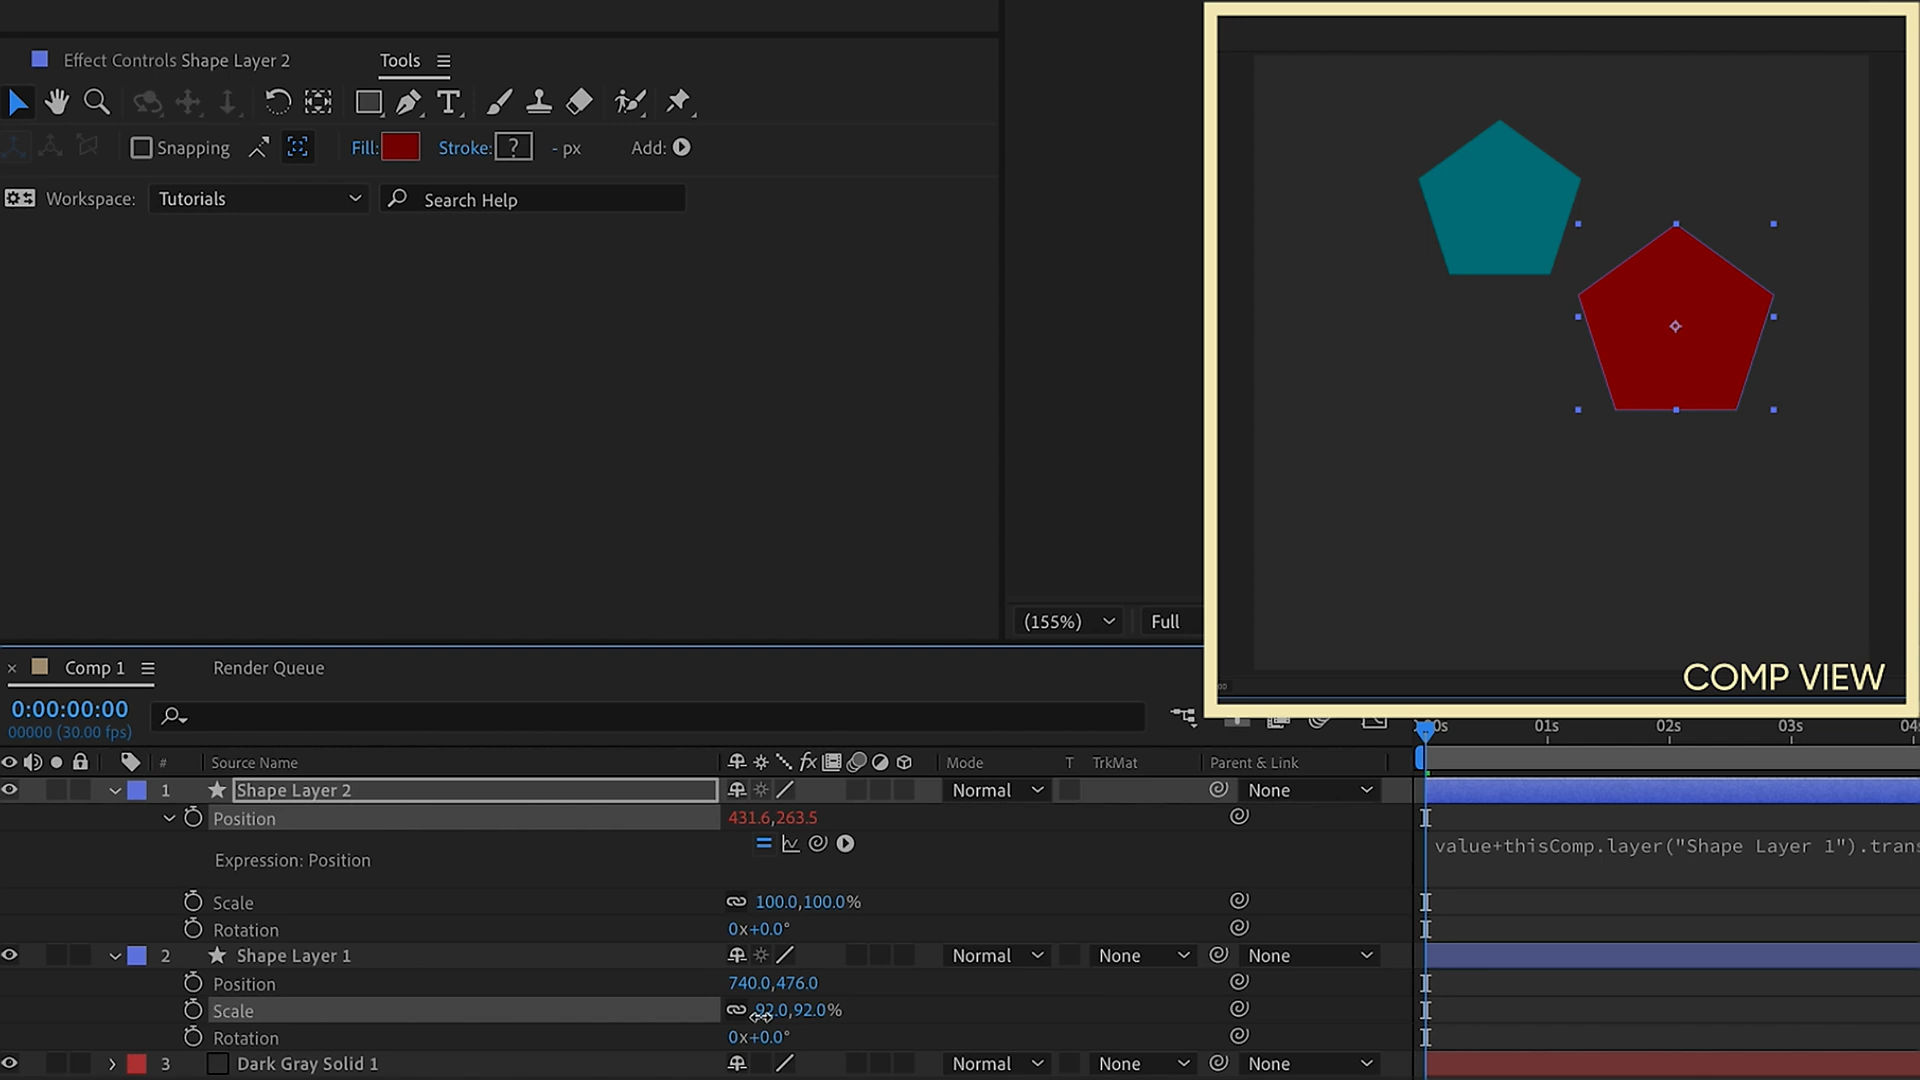 Effect Controls Shape Layer 2
Tools
Snapping
Fill:
Stroke: ?
- px
Add:
Workspace: Tutorials
Search Help
(155%)
Full
COMP VIEW
Comp 1
Render Queue
0:00:00:00
00000 (30.00 fps)
01s 02s 03s
# Source Name fx Mode T TrkMat Parent & Link
1 Shape Layer 2 Normal None
Position 431.6,263.5
value+thisComp.layer("Shape Layer 1").trans
Expression: Position
Scale 100.0,100.0%
Rotation 0x+0.0°
2 Shape Layer 1 Normal None None
Position 740.0,476.0
Scale 92.0,92.0%
Rotation 0x+0.0°
3 Dark Gray Solid 1 Normal None None